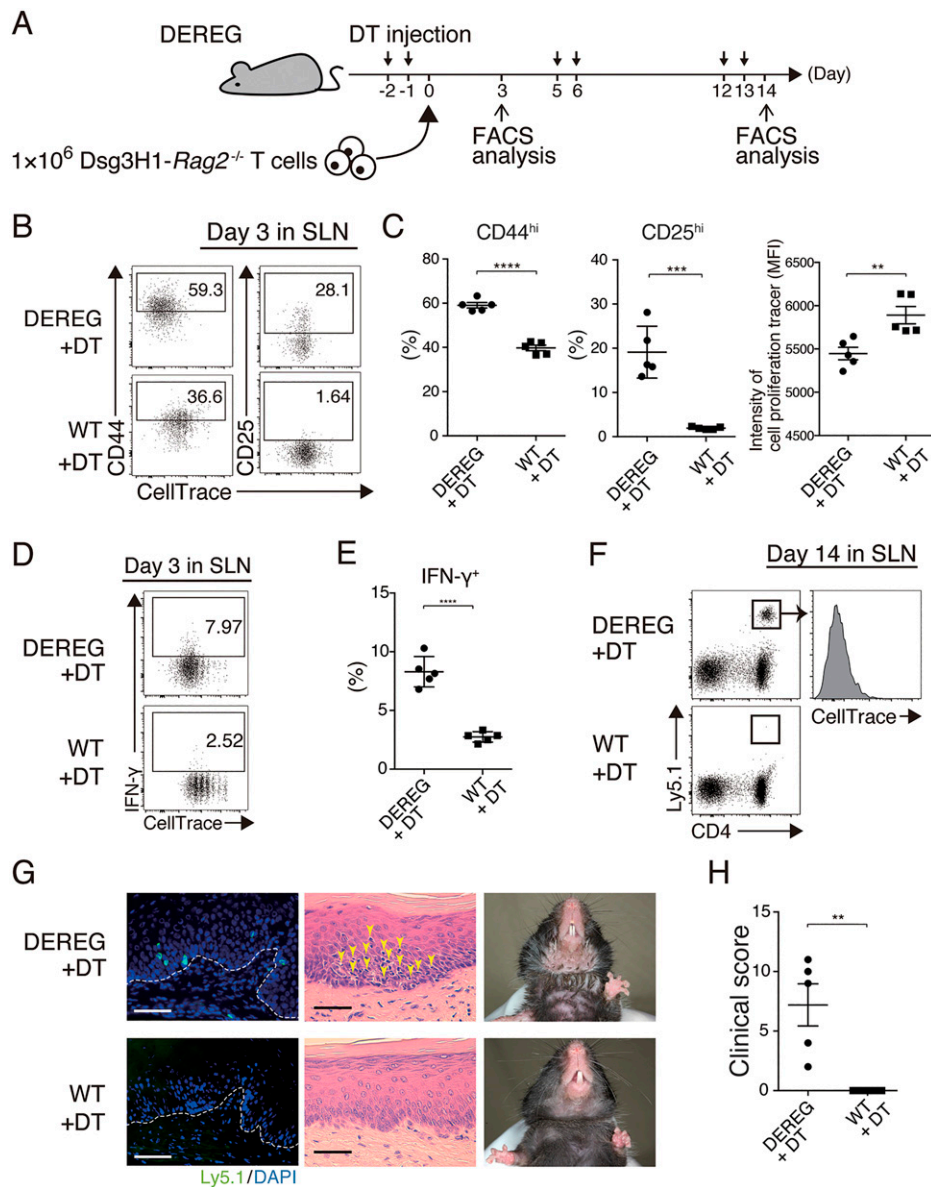 A
DEREG
DT injection
(Day)
-2 -1 0 3 5 6 12 13 14
FACS analysis
FACS analysis
1×10⁶ Dsg3H1-Rag2⁻/⁻ T cells
B
Day 3 in SLN
DEREG
+DT
59.3
28.1
WT
+DT
36.6
1.64
CD44
CD25
CellTrace
C
CD44hi
****
80
60
40
20
0
(%)
DEREG + DT
WT + DT
CD25hi
***
40
30
20
10
0
(%)
DEREG + DT
WT + DT
**
6500
6000
5500
5000
4500
Intensity of
cell proliferation tracer (MFI)
DEREG + DT
WT + DT
D
Day 3 in SLN
DEREG
+DT
7.97
WT
+DT
2.52
IFN-γ
CellTrace
E
IFN-γ⁺
****
15
10
5
0
(%)
DEREG + DT
WT + DT
F
Day 14 in SLN
DEREG
+DT
CellTrace
WT
+DT
Ly5.1
CD4
G
DEREG
+DT
WT
+DT
Ly5.1/DAPI
H
**
15
10
5
0
Clinical score
DEREG + DT
WT + DT